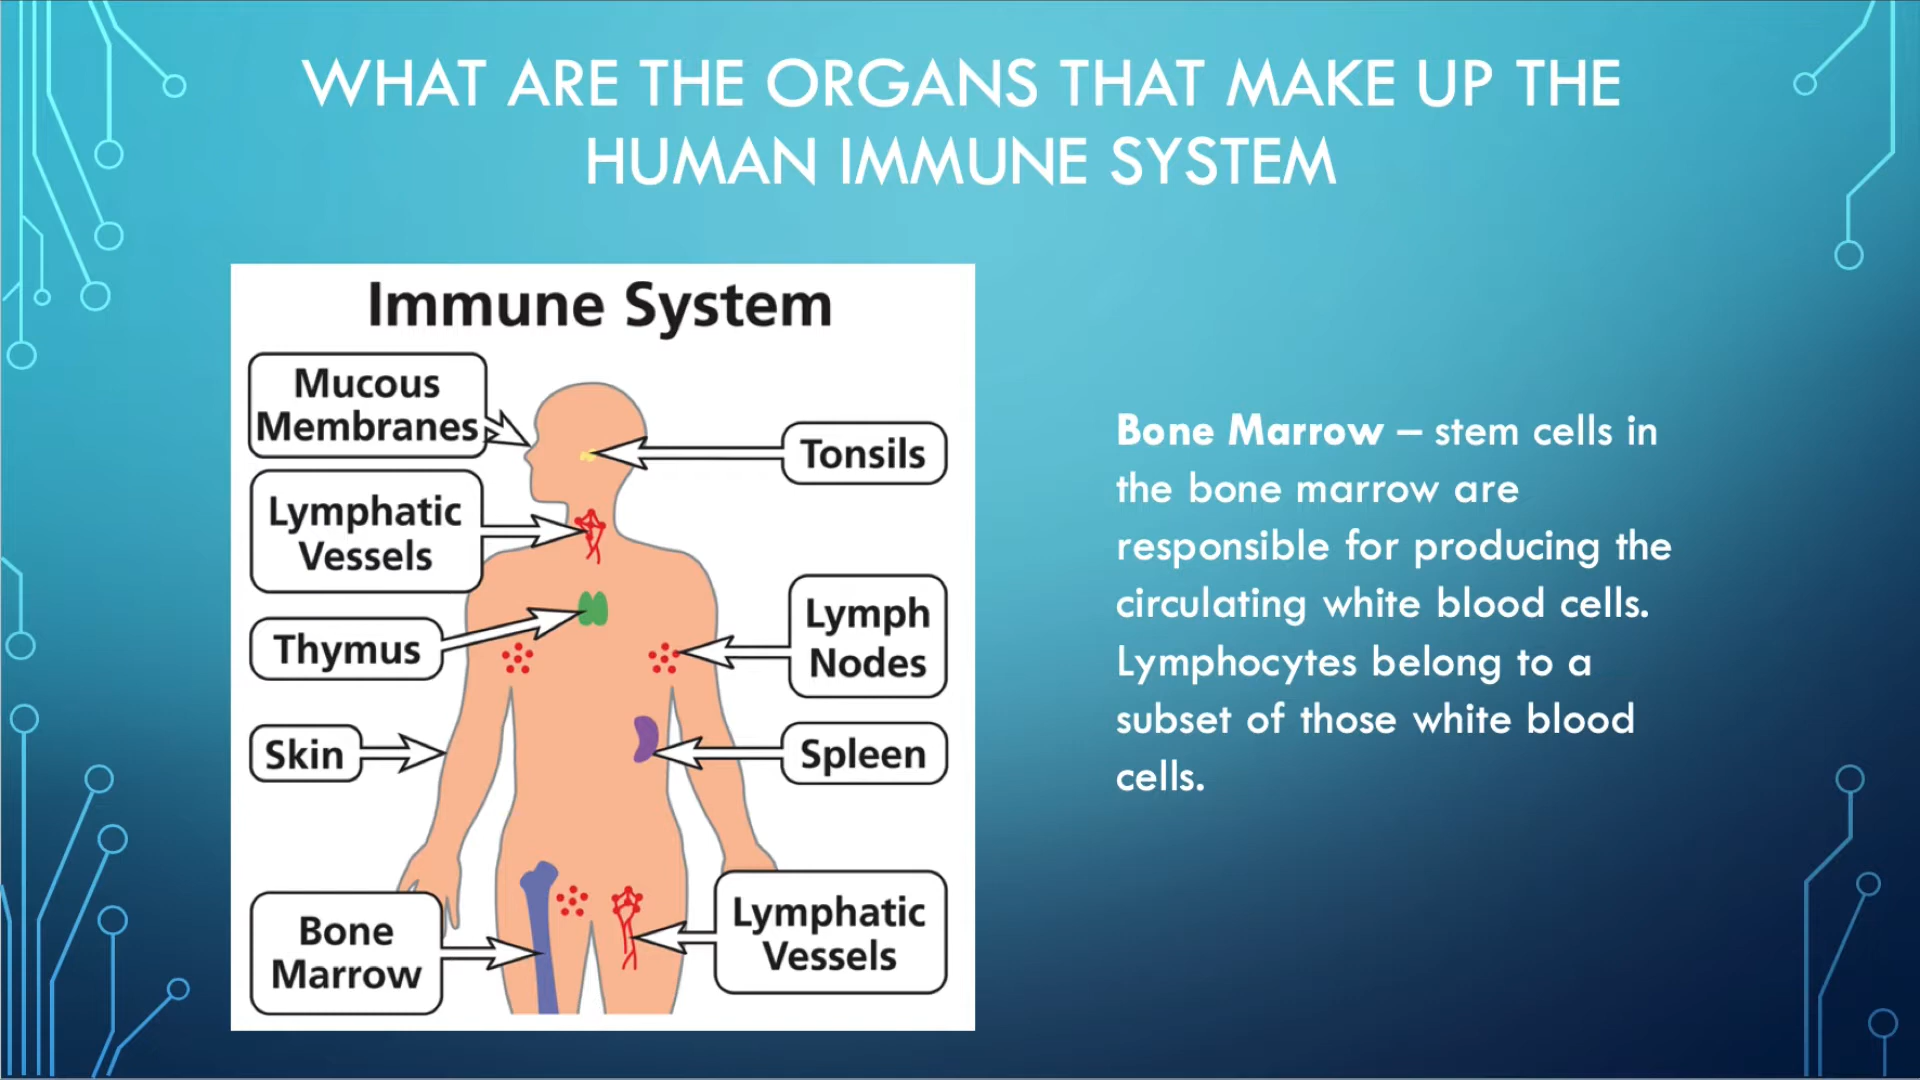 WHAT ARE THE ORGANS THAT MAKE UP THE
HUMAN IMMUNE SYSTEM
Immune System
Mucous
Membranes
Tonsils
Lymphatic
Vessels
Thymus
Lymph
Nodes
Skin
Spleen
Bone
Marrow
Lymphatic
Vessels
Bone Marrow – stem cells in
the bone marrow are
responsible for producing the
circulating white blood cells.
Lymphocytes belong to a
subset of those white blood
cells.